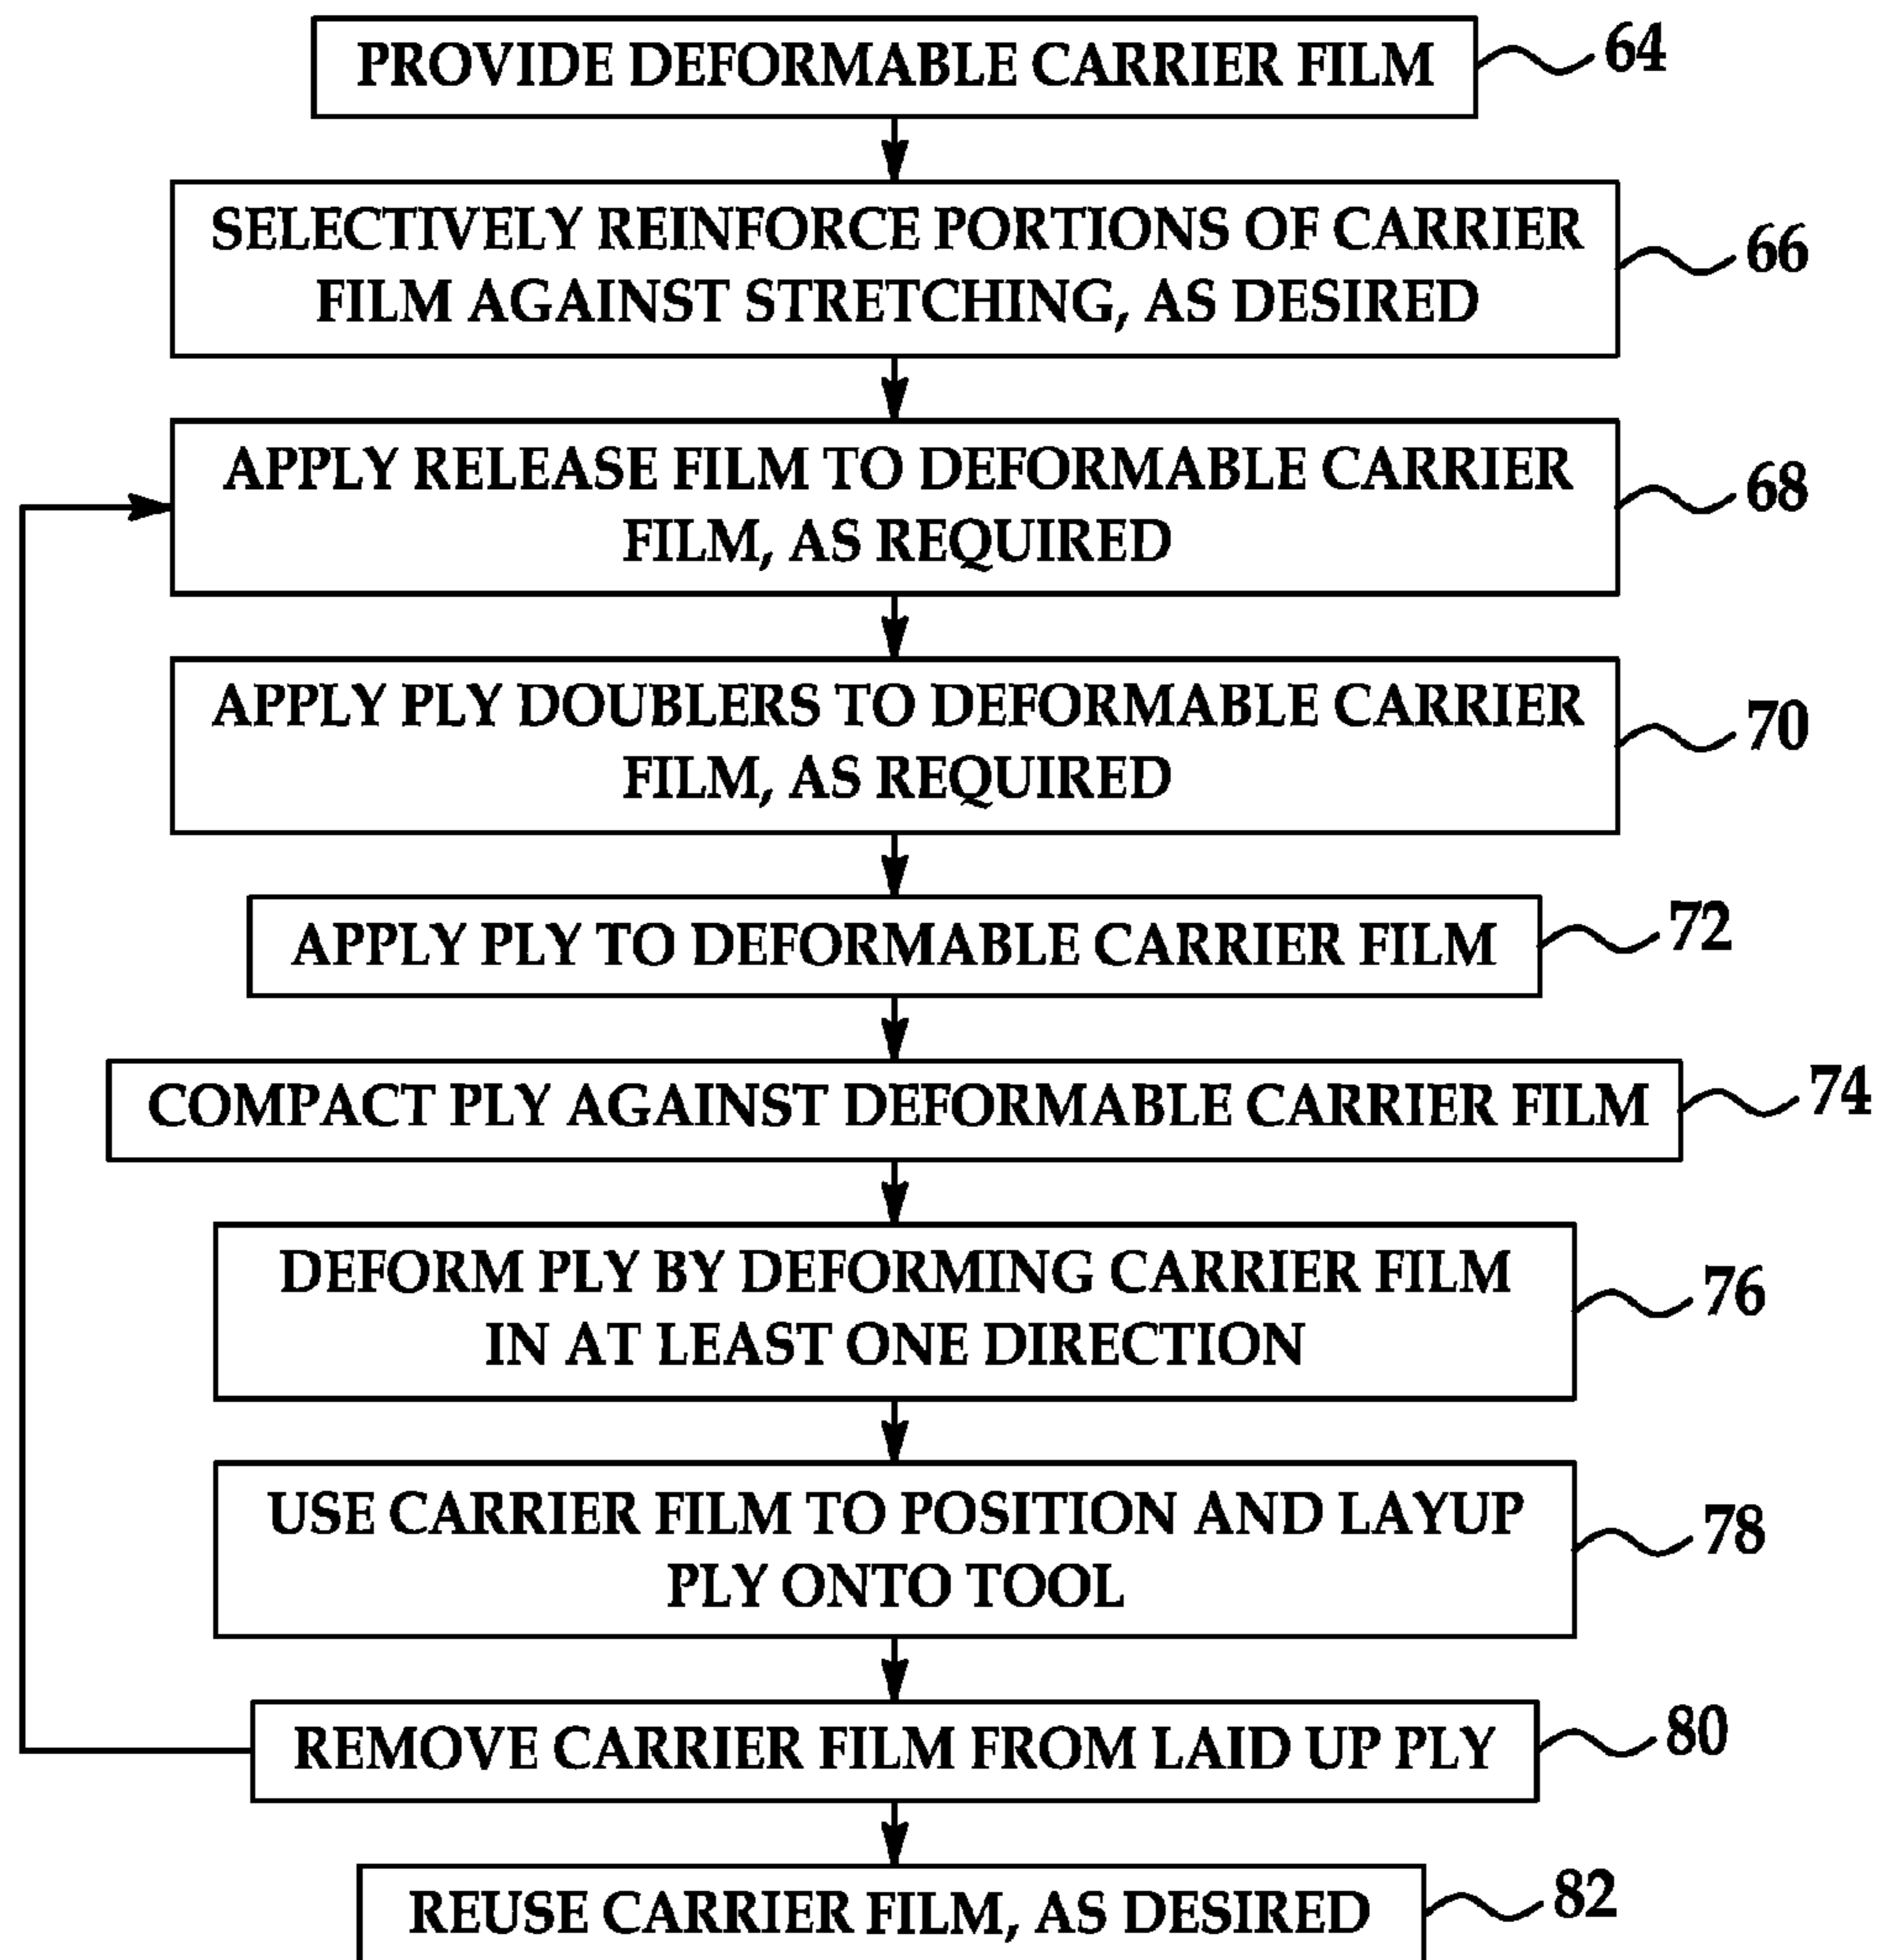 PROVIDE DEFORMABLE CARRIER FILM
64
SELECTIVELY REINFORCE PORTIONS OF CARRIER
FILM AGAINST STRETCHING, AS DESIRED
66
APPLY RELEASE FILM TO DEFORMABLE CARRIER
FILM, AS REQUIRED
68
APPLY PLY DOUBLERS TO DEFORMABLE CARRIER
FILM, AS REQUIRED
70
APPLY PLY TO DEFORMABLE CARRIER FILM
72
COMPACT PLY AGAINST DEFORMABLE CARRIER FILM
74
DEFORM PLY BY DEFORMING CARRIER FILM
IN AT LEAST ONE DIRECTION
76
USE CARRIER FILM TO POSITION AND LAYUP
PLY ONTO TOOL
78
REMOVE CARRIER FILM FROM LAID UP PLY
80
REUSE CARRIER FILM, AS DESIRED
82